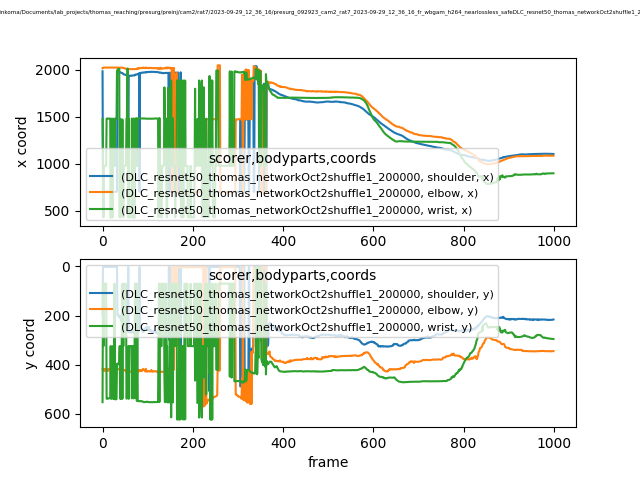 inkoma/Documents/lab_projects/thomas_reaching/presurg/prein/cam2/rat7/2023-09-29_12_36_16/presurg_092923_cam2_rat7_2023-09-29_12_36_16_fr_wbgam_h264_nearlossless_safeDLC_resnet50_thomas_networkOct2shuffle1_2
2000
1500
1000
500
x coord
scorer,bodyparts,coords
(DLC_resnet50_thomas_networkOct2shuffle1_200000, shoulder, x)
(DLC_resnet50_thomas_networkOct2shuffle1_200000, elbow, x)
(DLC_resnet50_thomas_networkOct2shuffle1_200000, wrist, x)
0 200 400 600 800 1000
0
200
400
600
y coord
scorer,bodyparts,coords
(DLC_resnet50_thomas_networkOct2shuffle1_200000, shoulder, y)
(DLC_resnet50_thomas_networkOct2shuffle1_200000, elbow, y)
(DLC_resnet50_thomas_networkOct2shuffle1_200000, wrist, y)
0 200 400 600 800 1000
frame